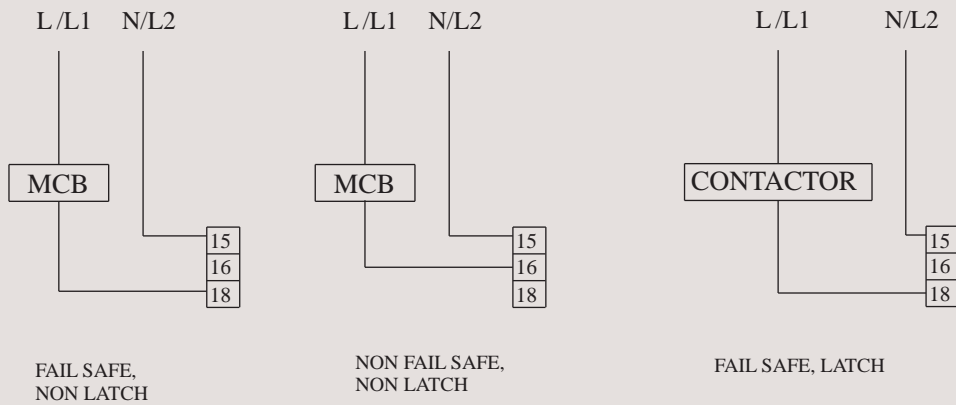 L /L1 N/L2
MCB
15
16
18
FAIL SAFE,
NON LATCH
L /L1 N/L2
MCB
15
16
18
NON FAIL SAFE,
NON LATCH
L /L1 N/L2
CONTACTOR
15
16
18
FAIL SAFE, LATCH